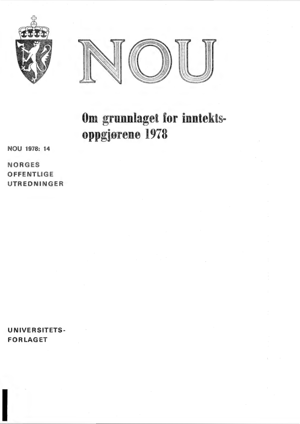 NOU
Om grunnlaget for inntekts-
oppgjørene 1978
NOU 1978: 14
NORGES
OFFENTLIGE
UTREDNINGER
UNIVERSITETS-
FORLAGET